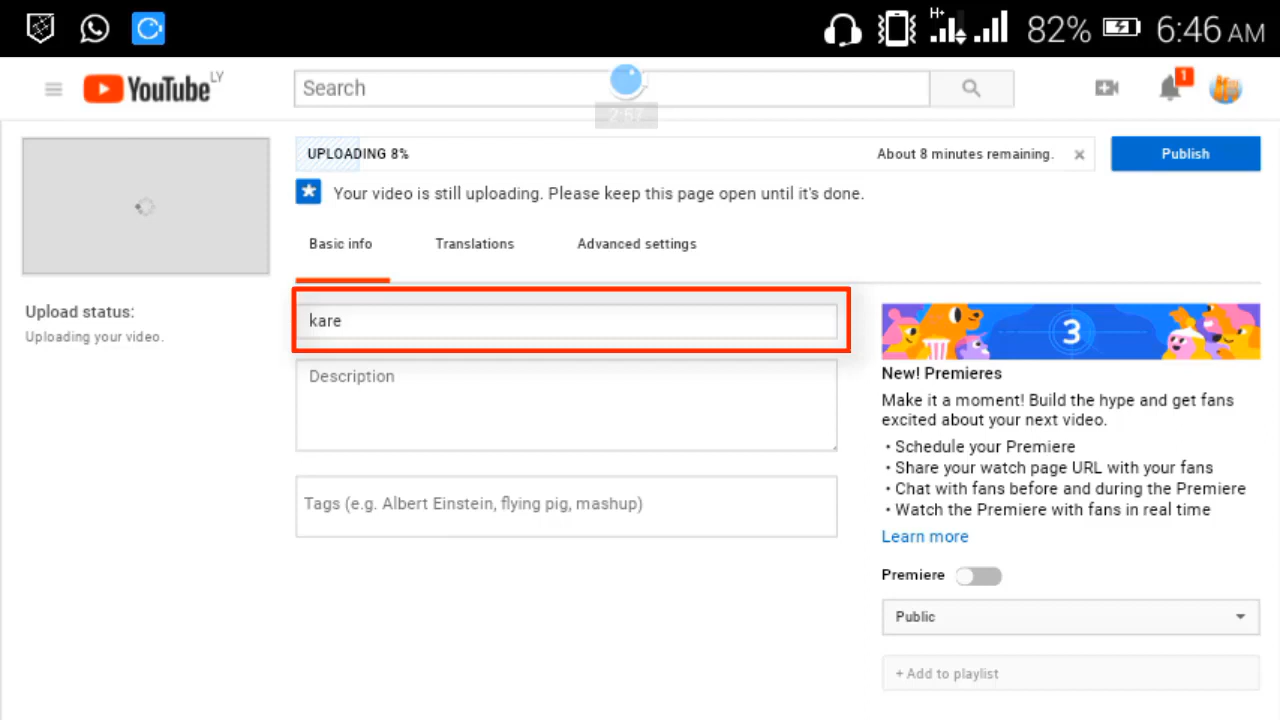 H+ 82% 6:46 AM
YouTube LY
Search
1
2:57
UPLOADING 8% About 8 minutes remaining. ×
Publish
Your video is still uploading. Please keep this page open until it's done.
Basic info Translations Advanced settings
Upload status:
Uploading your video.
kare
Description
Tags (e.g. Albert Einstein, flying pig, mashup)
3
New! Premieres
Make it a moment! Build the hype and get fans
excited about your next video.
• Schedule your Premiere
• Share your watch page URL with your fans
• Chat with fans before and during the Premiere
• Watch the Premiere with fans in real time
Learn more
Premiere
Public
+ Add to playlist